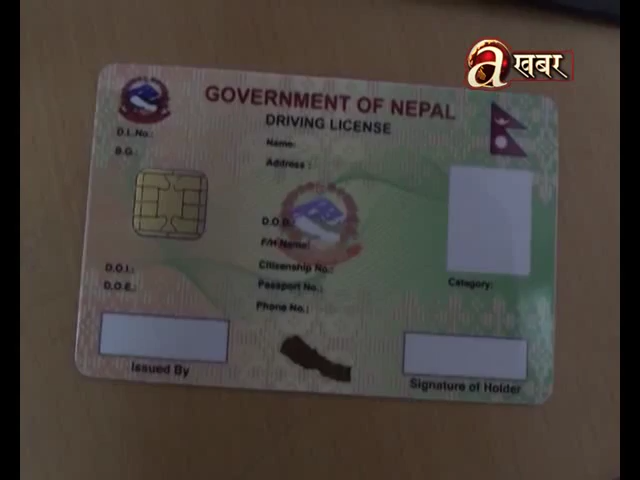 a खबर
GOVERNMENT OF NEPAL
DRIVING LICENSE
D.L.No.:
B.G.:
Name:
Address :
D.O.B.:
F/H Name:
Citizenship No.:
Passport No.:
Phone No.:
D.O.I.:
D.O.E.:
Category:
Issued By
Signature of Holder